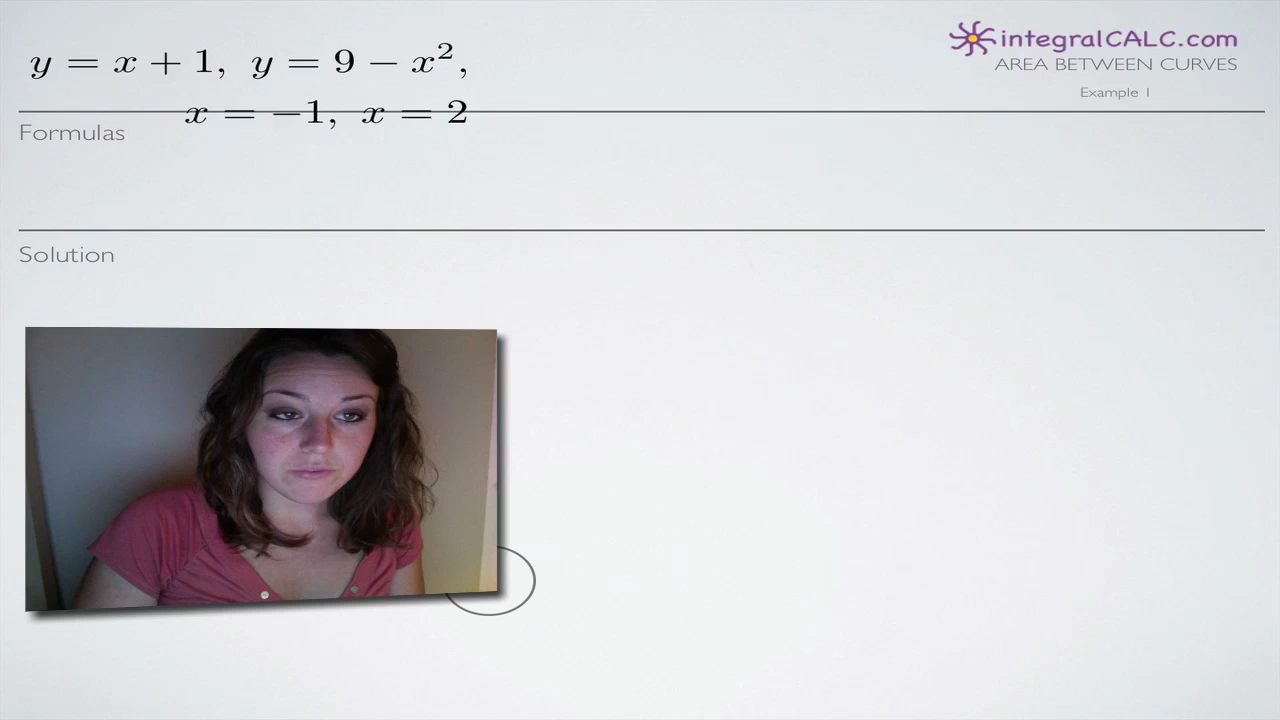 y = x + 1, y = 9 − x²,
x = −1, x = 2
integralCALC.com
AREA BETWEEN CURVES
Example 1
Formulas
Solution